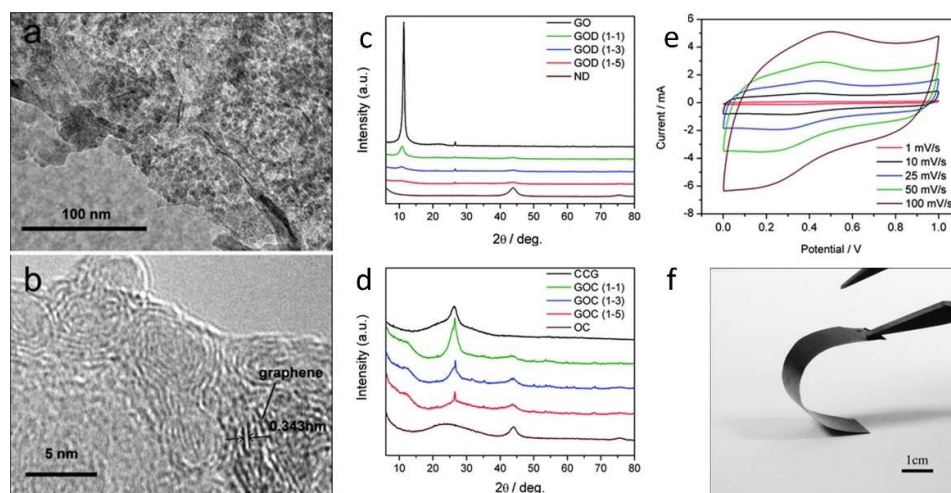 a
100 nm
b
graphene
0.343nm
5 nm
c
Intensity (a.u.)
GO
GOD (1-1)
GOD (1-3)
GOD (1-5)
ND
10 20 30 40 50 60 70 80
2θ / deg.
d
Intensity (a.u.)
CCG
GOC (1-1)
GOC (1-3)
GOC (1-5)
OC
10 20 30 40 50 60 70 80
2θ / deg.
e
Current / mA
6
4
2
0
-2
-4
-6
-8
1 mV/s
10 mV/s
25 mV/s
50 mV/s
100 mV/s
0.0 0.2 0.4 0.6 0.8 1.0
Potential / V
f
1cm